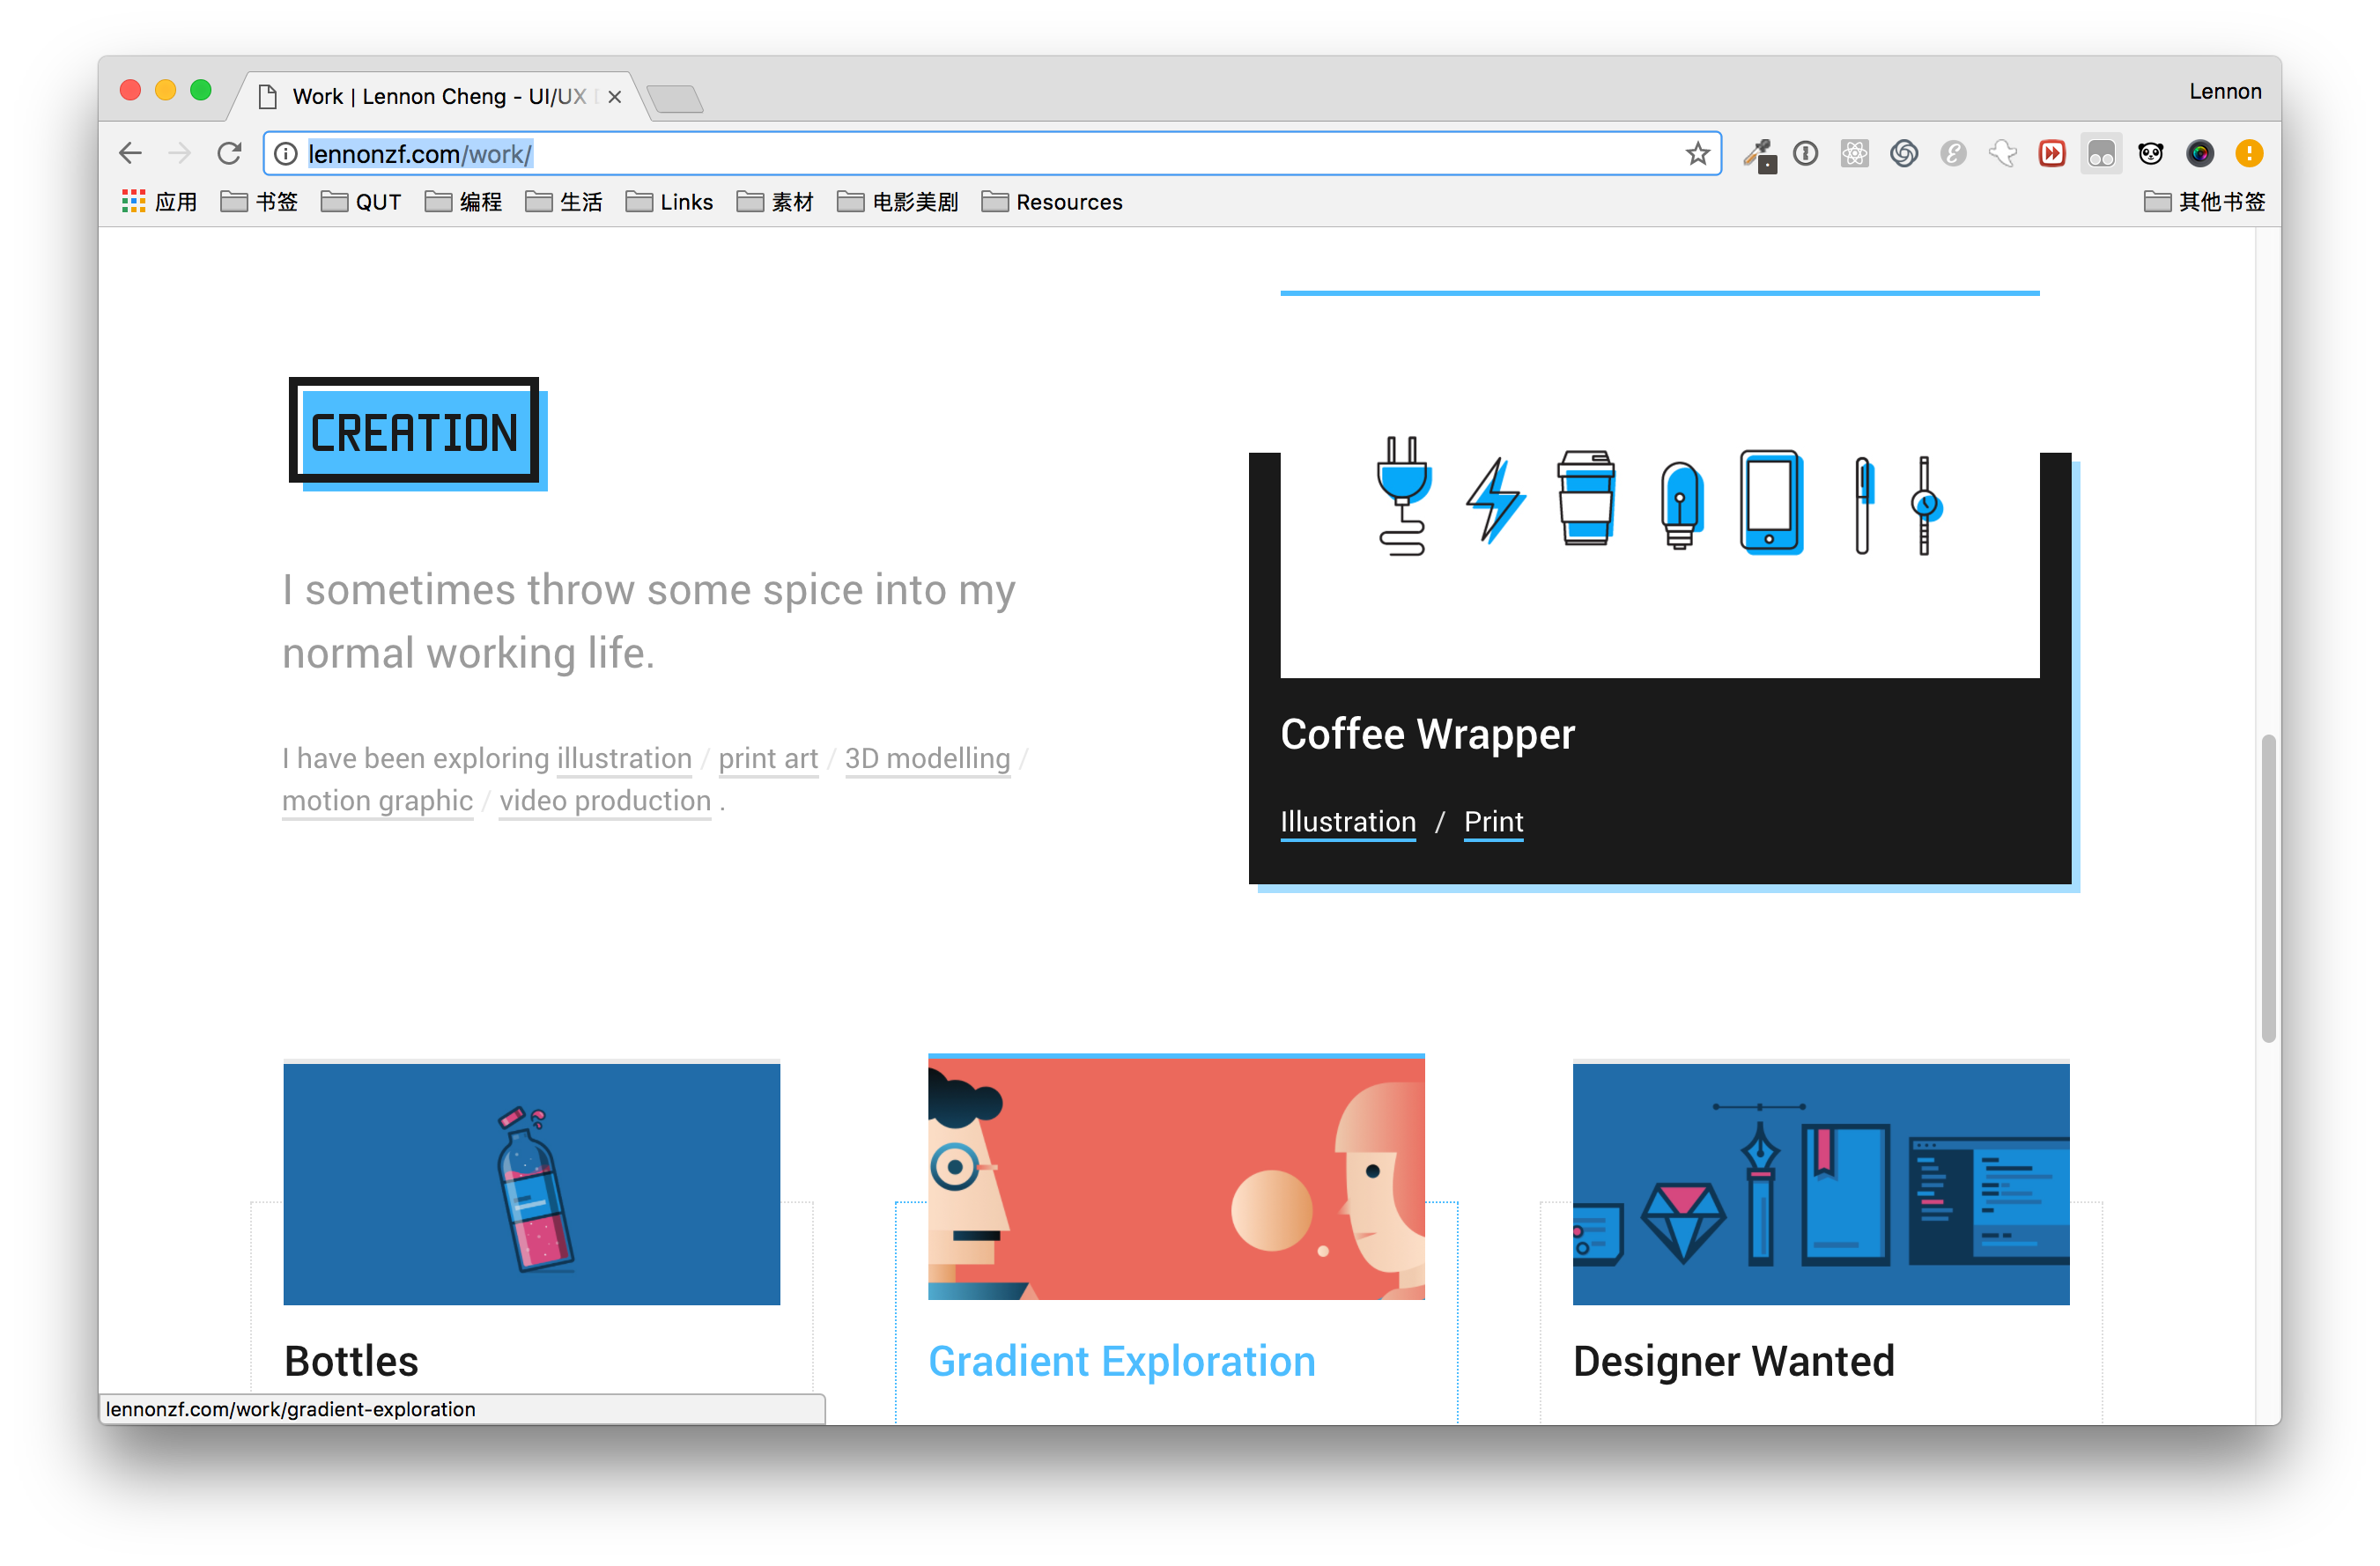 Work | Lennon Cheng - UI/UX
Lennon
lennonzf.com/work/
应用 书签 QUT 编程 生活 Links 素材 电影美剧 Resources 其他书签
CREATION
I sometimes throw some spice into my
normal working life.
I have been exploring illustration / print art / 3D modelling /
motion graphic / video production .
Coffee Wrapper
Illustration / Print
Bottles
Gradient Exploration
Designer Wanted
lennonzf.com/work/gradient-exploration